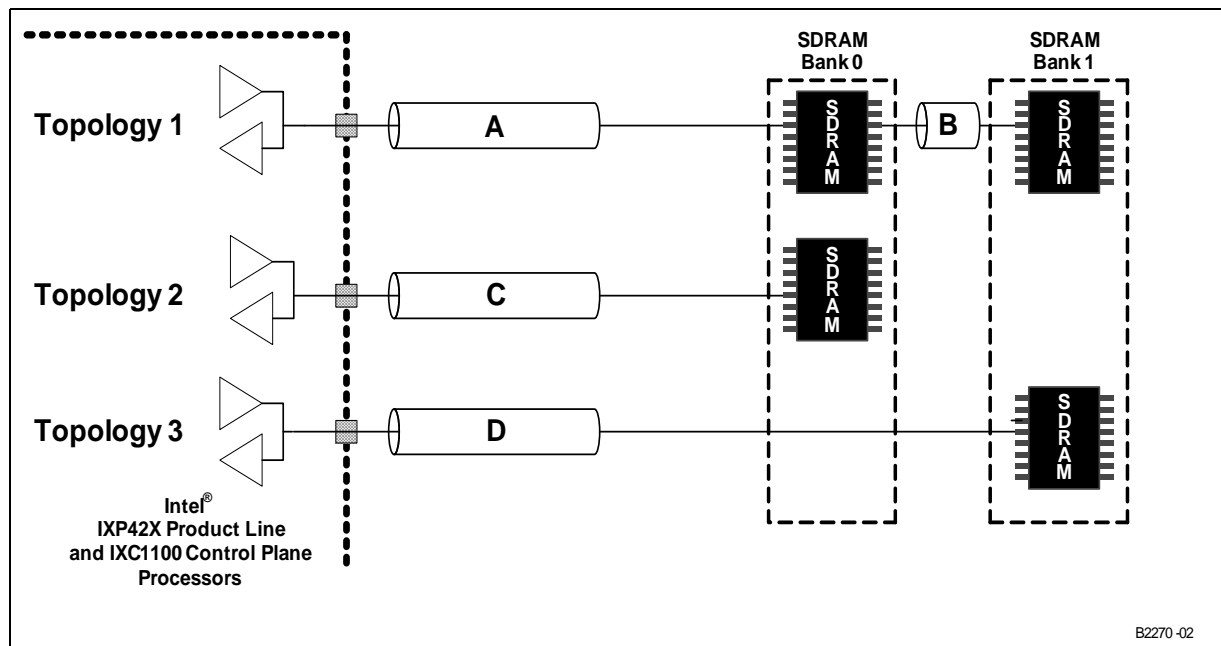 SDRAM
Bank 0
SDRAM
Bank 1
Topology 1
A
SDRAM
B
SDRAM
Topology 2
C
SDRAM
Topology 3
D
SDRAM
Intel®
IXP42X Product Line
and IXC1100 Control Plane
Processors
B2270 -02